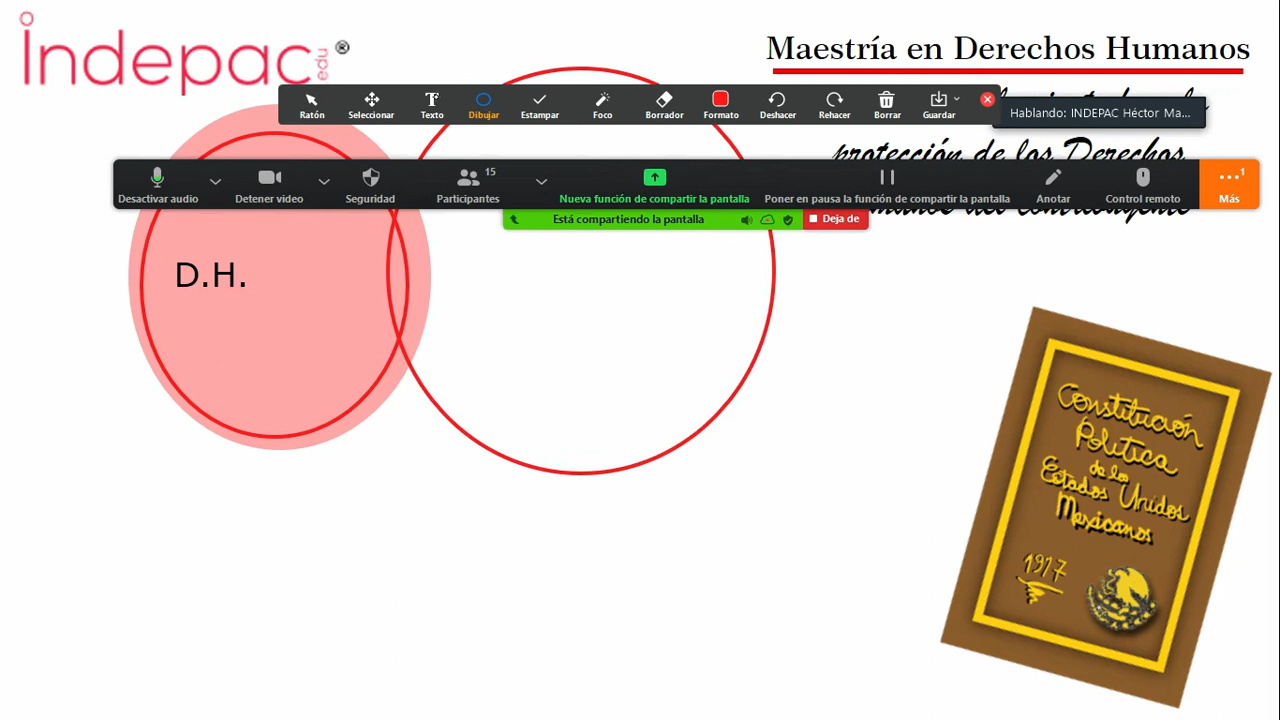 indepac
edu
®
Maestría en Derechos Humanos
Ratón
Seleccionar
Texto
Dibujar
Estampar
Foco
Borrador
Formato
Deshacer
Rehacer
Borrar
Guardar
Hablando: INDEPAC Héctor Ma...
protección de los Derechos
Desactivar audio
Detener video
Seguridad
Participantes
15
Nueva función de compartir la pantalla
Poner en pausa la función de compartir la pantalla
Anotar
Control remoto
1
Más
del contribuyente
Está compartiendo la pantalla
Deja de
D.H.
Constitución
Política
de los
Estados Unidos
Mexicanos
1917